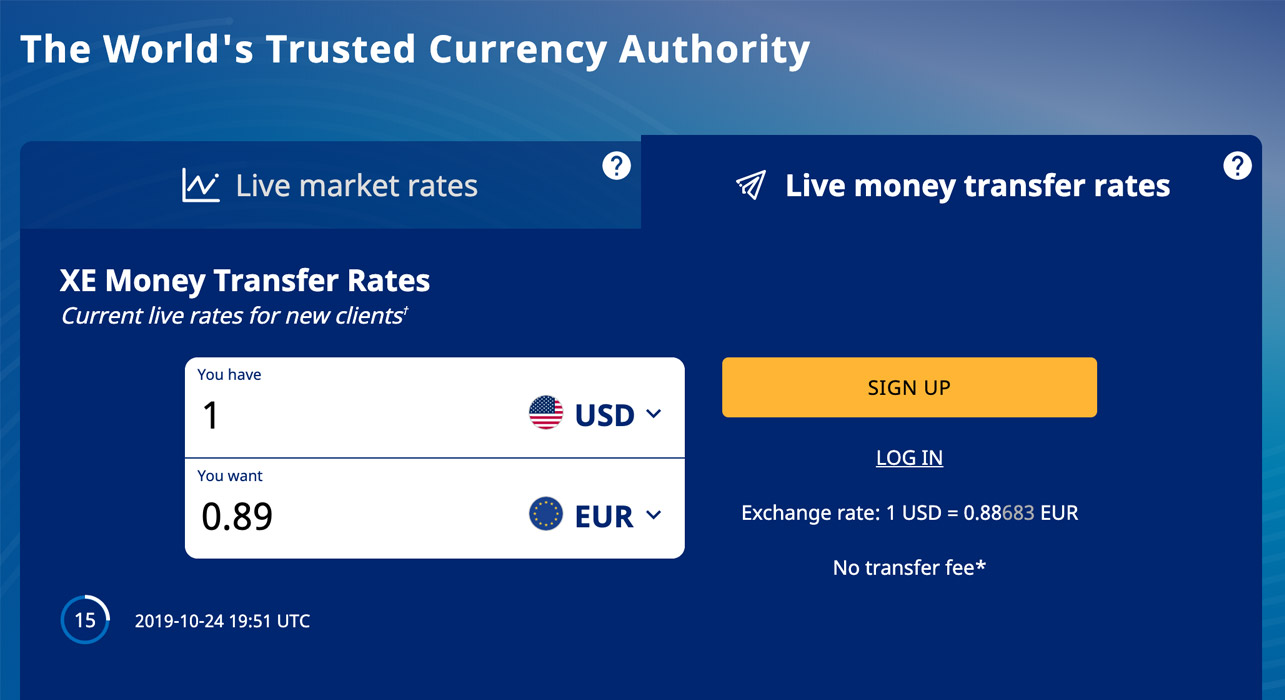 The World's Trusted Currency Authority
Live market rates
?
Live money transfer rates
?
XE Money Transfer Rates
Current live rates for new clients†
You have
1
USD
You want
0.89
EUR
SIGN UP
LOG IN
Exchange rate: 1 USD = 0.88683 EUR
No transfer fee*
15
2019-10-24 19:51 UTC